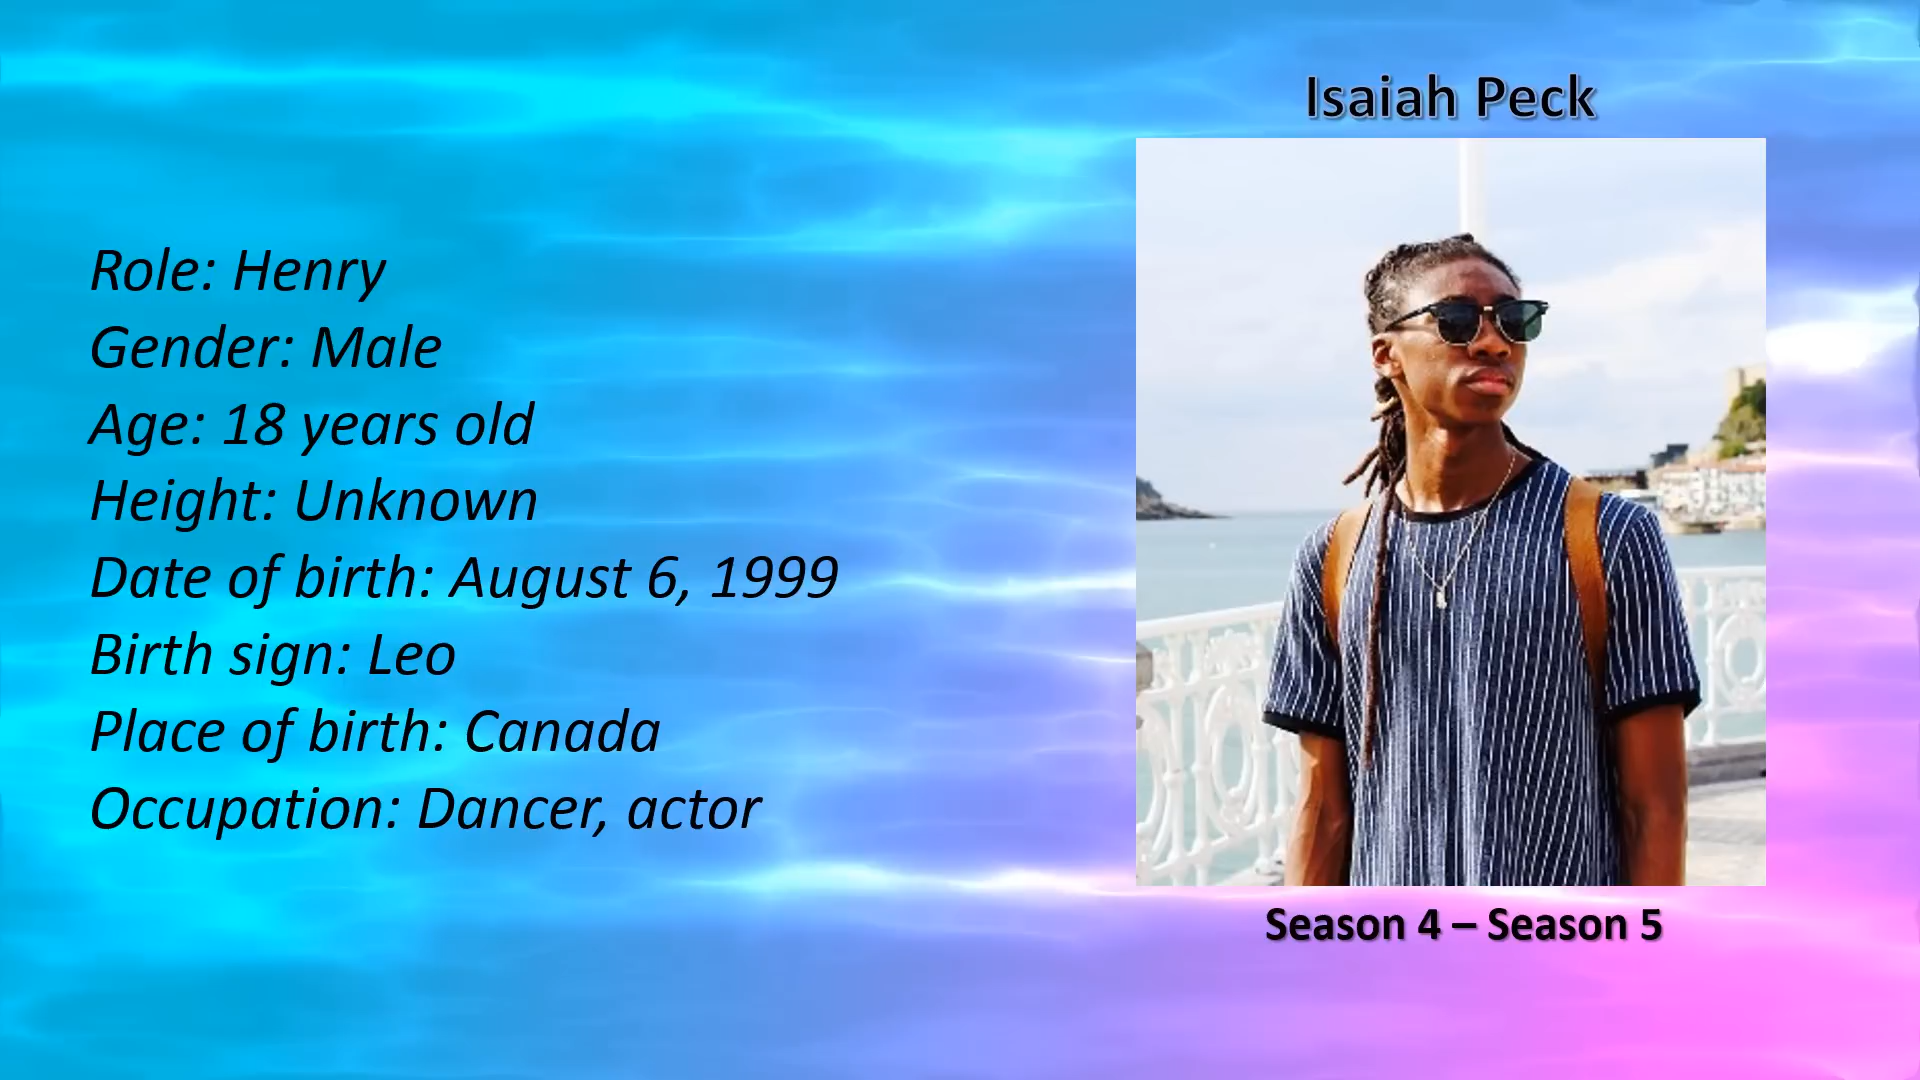 Isaiah Peck
Role: Henry
Gender: Male
Age: 18 years old
Height: Unknown
Date of birth: August 6, 1999
Birth sign: Leo
Place of birth: Canada
Occupation: Dancer, actor
Season 4 – Season 5